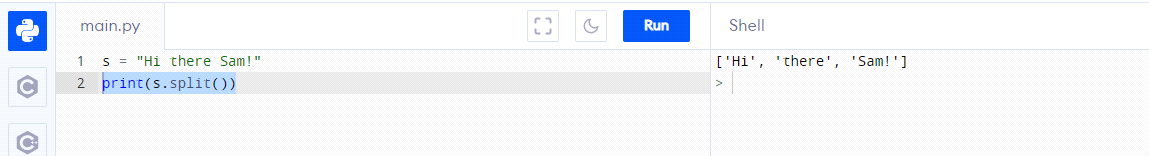 main.py
Run
Shell
1 s = "Hi there Sam!"
2 print(s.split())
['Hi', 'there', 'Sam!']
>
C
C++